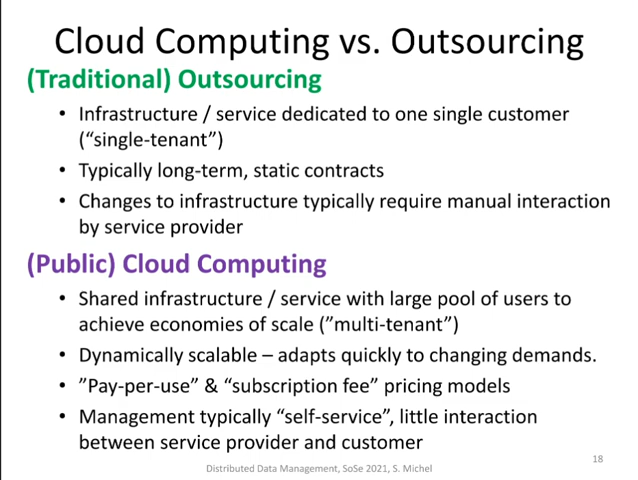 Cloud Computing vs. Outsourcing
(Traditional) Outsourcing
• Infrastructure / service dedicated to one single customer
(“single-tenant”)
• Typically long-term, static contracts
• Changes to infrastructure typically require manual interaction
by service provider
(Public) Cloud Computing
• Shared infrastructure / service with large pool of users to
achieve economies of scale (”multi-tenant”)
• Dynamically scalable – adapts quickly to changing demands.
• ”Pay-per-use” & “subscription fee” pricing models
• Management typically “self-service”, little interaction
between service provider and customer
Distributed Data Management, SoSe 2021, S. Michel
18